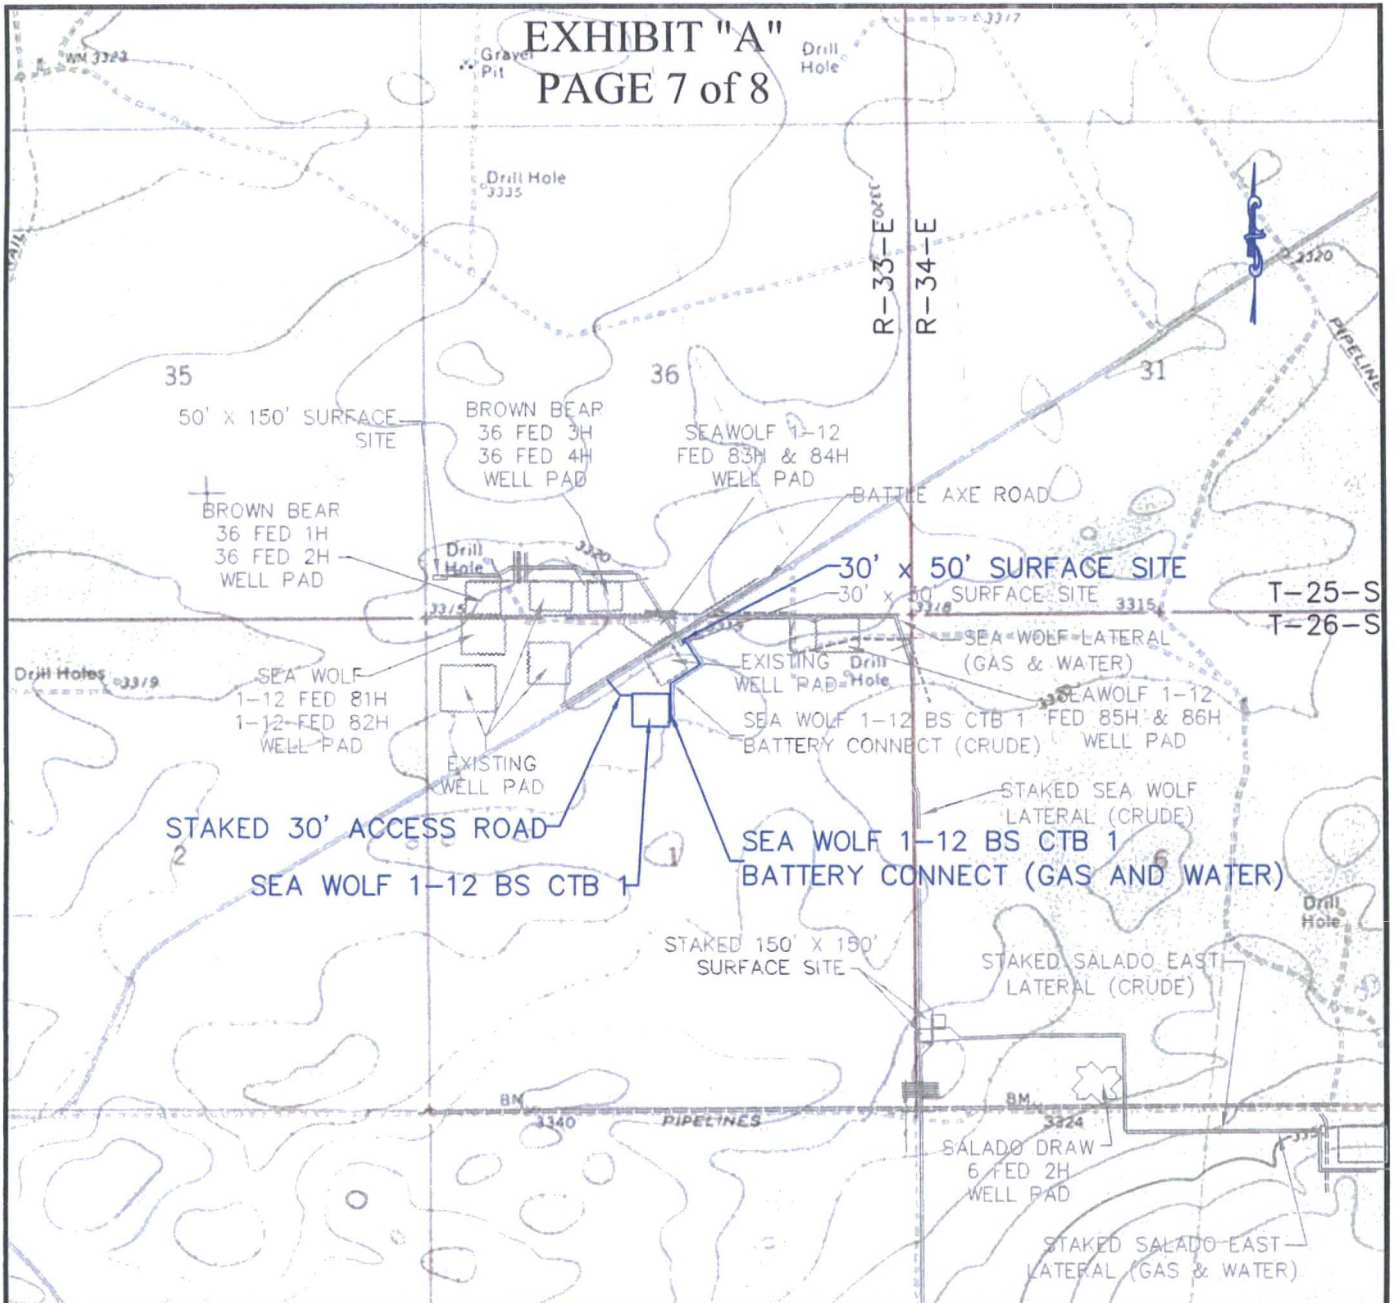 EXHIBIT "A"
PAGE 7 of 8
3317
WM 3323
Gravel
Pit
Drill
Hole
Drill Hole
3335
3203
R-33-E
R-34-E
3320
PIPELINE
35
36
31
50' X 150' SURFACE
SITE
BROWN BEAR
36 FED 3H
36 FED 4H
WELL PAD
SEAWOLF 1-12
FED 83H & 84H
WELL PAD
BATTLE AXE ROAD
BROWN BEAR
36 FED 1H
36 FED 2H
WELL PAD
Drill
Hole
3320
30' x 50' SURFACE SITE
30' x 50' SURFACE SITE
T-25-S
T-26-S
3315
3318
3315
SEA WOLF LATERAL
(GAS & WATER)
EXISTING
WELL PAD
Drill
Hole
Drill Holes
3319
SEA WOLF
1-12 FED 81H
1-12 FED 82H
WELL PAD
SEAWOLF 1-12
FED 85H & 86H
WELL PAD
SEA WOLF 1-12 BS CTB 1
BATTERY CONNECT (CRUDE)
EXISTING
WELL PAD
STAKED SEA WOLF
LATERAL (CRUDE)
STAKED 30' ACCESS ROAD
SEA WOLF 1-12 BS CTB 1
BATTERY CONNECT (GAS AND WATER)
2
1
6
SEA WOLF 1-12 BS CTB 1
Drill
Hole
STAKED 150' X 150'
SURFACE SITE
STAKED SALADO EAST
LATERAL (CRUDE)
BM
3340
PIPELINES
BM
3324
SALADO DRAW
6 FED 2H
WELL PAD
STAKED SALADO EAST
LATERAL (GAS & WATER)